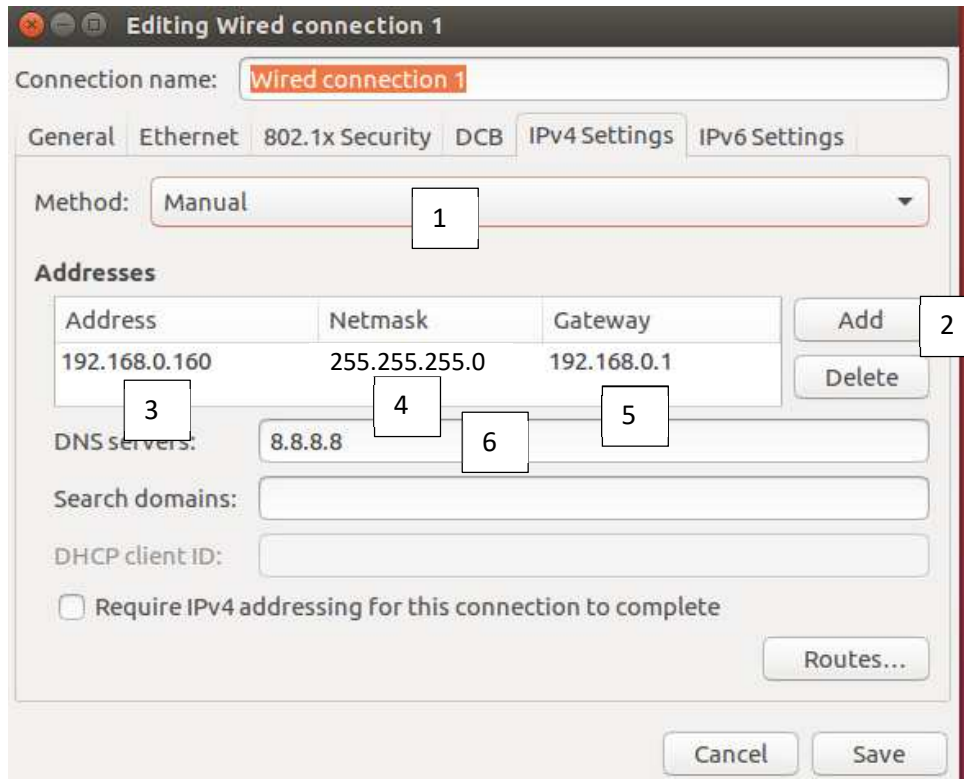 Editing Wired connection 1
Connection name: Wired connection 1
General Ethernet 802.1x Security DCB IPv4 Settings IPv6 Settings
Method: Manual
1
Addresses
Address Netmask Gateway Add
2
192.168.0.160 255.255.255.0 192.168.0.1
Delete
3 4 5
DNS servers: 8.8.8.8 6
Search domains:
DHCP client ID:
Require IPv4 addressing for this connection to complete
Routes...
Cancel Save